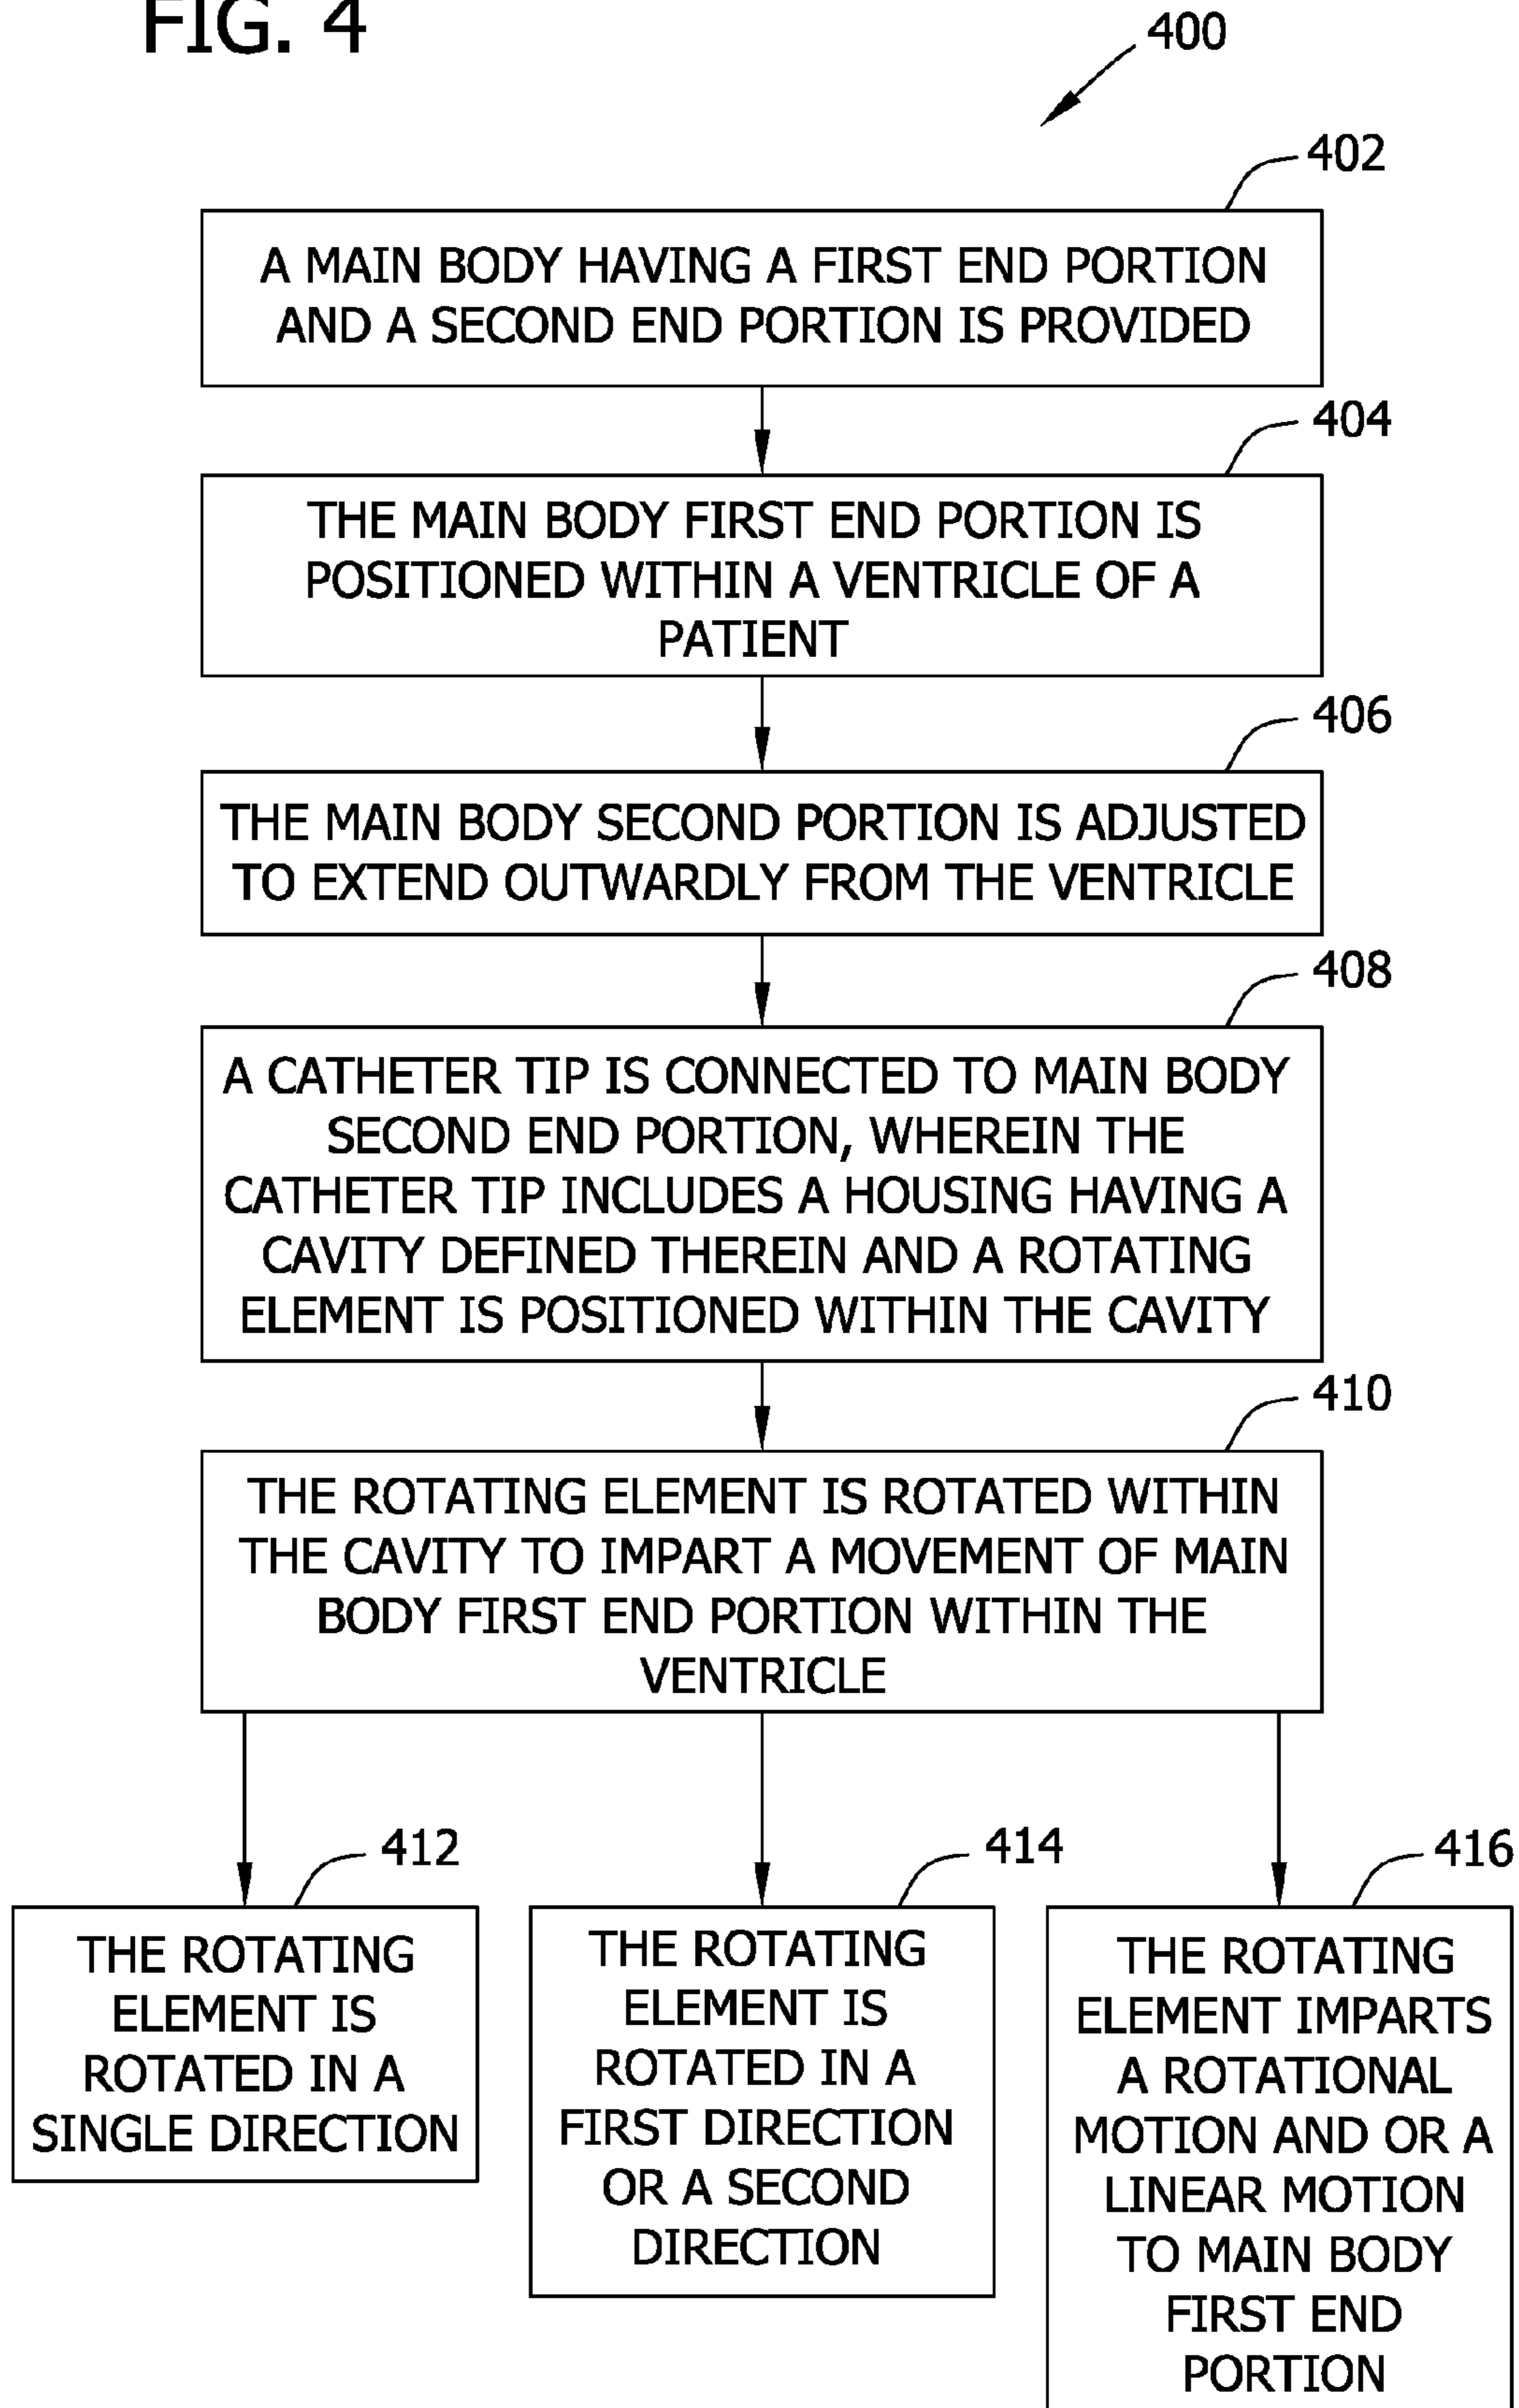 FIG. 4
400
402
A MAIN BODY HAVING A FIRST END PORTION
AND A SECOND END PORTION IS PROVIDED
404
THE MAIN BODY FIRST END PORTION IS
POSITIONED WITHIN A VENTRICLE OF A
PATIENT
406
THE MAIN BODY SECOND PORTION IS ADJUSTED
TO EXTEND OUTWARDLY FROM THE VENTRICLE
408
A CATHETER TIP IS CONNECTED TO MAIN BODY
SECOND END PORTION, WHEREIN THE
CATHETER TIP INCLUDES A HOUSING HAVING A
CAVITY DEFINED THEREIN AND A ROTATING
ELEMENT IS POSITIONED WITHIN THE CAVITY
410
THE ROTATING ELEMENT IS ROTATED WITHIN
THE CAVITY TO IMPART A MOVEMENT OF MAIN
BODY FIRST END PORTION WITHIN THE
VENTRICLE
412
THE ROTATING
ELEMENT IS
ROTATED IN A
SINGLE DIRECTION
414
THE ROTATING
ELEMENT IS
ROTATED IN A
FIRST DIRECTION
OR A SECOND
DIRECTION
416
THE ROTATING
ELEMENT IMPARTS
A ROTATIONAL
MOTION AND OR A
LINEAR MOTION
TO MAIN BODY
FIRST END
PORTION